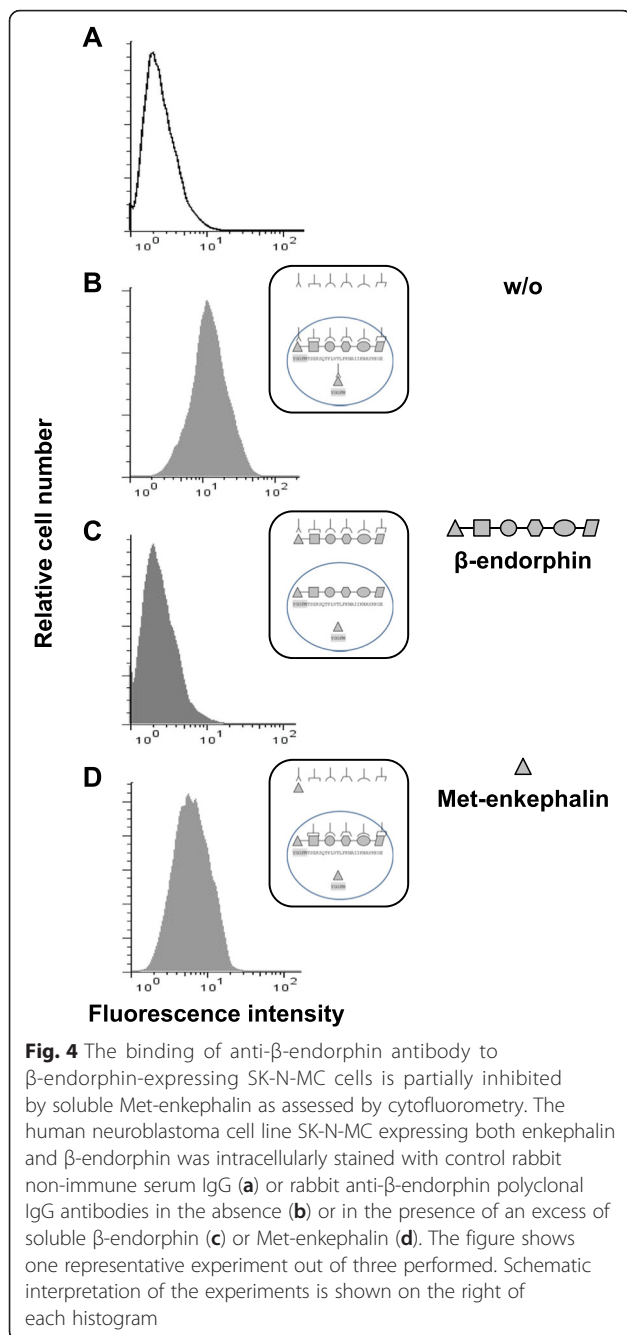 A
10⁰ 10¹ 10²
B
w/o
10⁰ 10¹ 10²
C
β-endorphin
10⁰ 10¹ 10²
D
Met-enkephalin
10⁰ 10¹ 10²
Relative cell number
Fluorescence intensity
Fig. 4 The binding of anti-β-endorphin antibody to
β-endorphin-expressing SK-N-MC cells is partially inhibited
by soluble Met-enkephalin as assessed by cytofluorometry. The
human neuroblastoma cell line SK-N-MC expressing both enkephalin
and β-endorphin was intracellularly stained with control rabbit
non-immune serum IgG (a) or rabbit anti-β-endorphin polyclonal
IgG antibodies in the absence (b) or in the presence of an excess of
soluble β-endorphin (c) or Met-enkephalin (d). The figure shows
one representative experiment out of three performed. Schematic
interpretation of the experiments is shown on the right of
each histogram